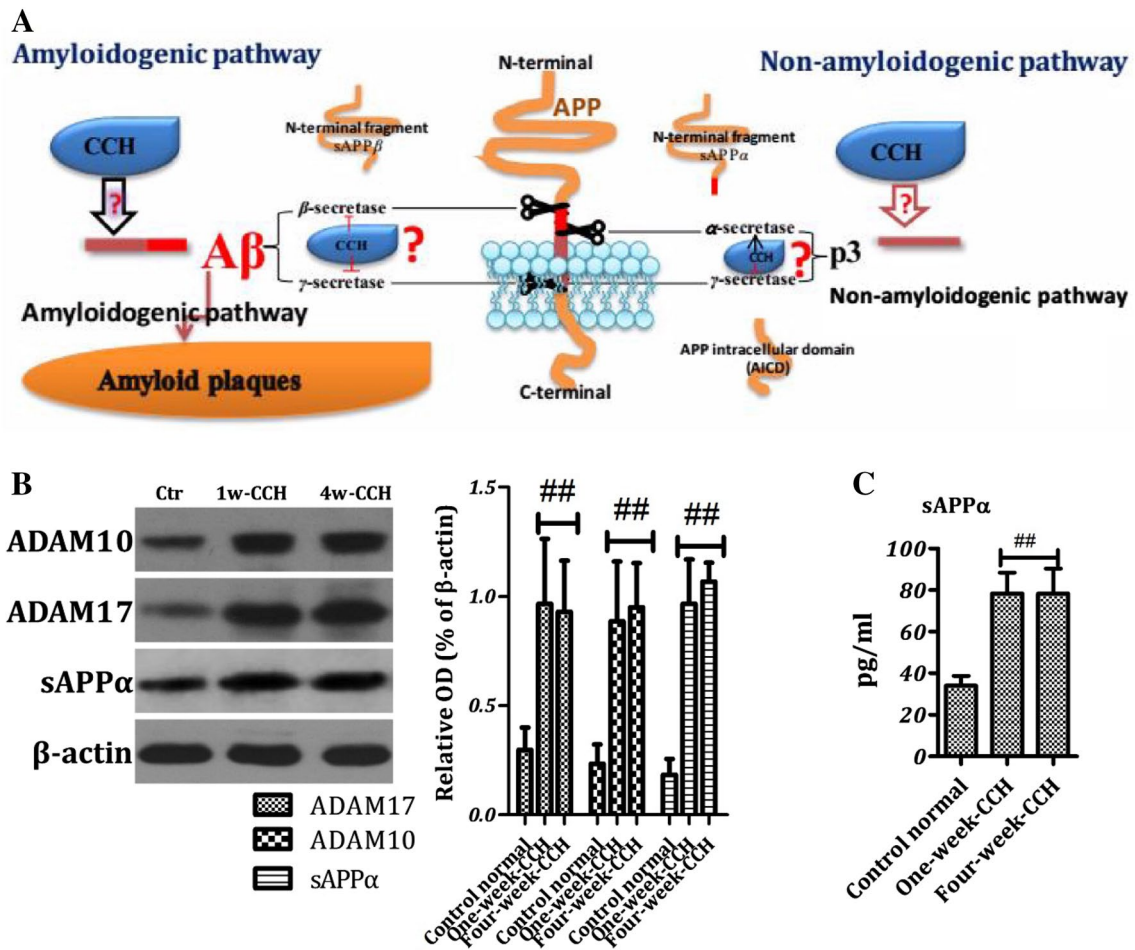 A
Amyloidogenic pathway
Non-amyloidogenic pathway
N-terminal
APP
N-terminal fragment
sAPPβ
N-terminal fragment
sAPPα
CCH
CCH
?
?
β-secretase
α-secretase
Aβ
CCH
?
CCH
?
p3
γ-secretase
γ-secretase
Amyloidogenic pathway
Non-amyloidogenic pathway
Amyloid plaques
APP intracellular domain
(AICD)
C-terminal
B
Ctr 1w-CCH 4w-CCH
ADAM10
ADAM17
sAPPα
β-actin
ADAM17
ADAM10
sAPPα
Relative OD (% of β-actin)
1.5
1.0
0.5
0.0
##
##
##
Control normal
One-week-CCH
Four-week-CCH
Control normal
One-week-CCH
Four-week-CCH
Control normal
One-week-CCH
Four-week-CCH
C
sAPPα
pg/ml
100
80
60
40
20
0
##
Control normal
One-week-CCH
Four-week-CCH